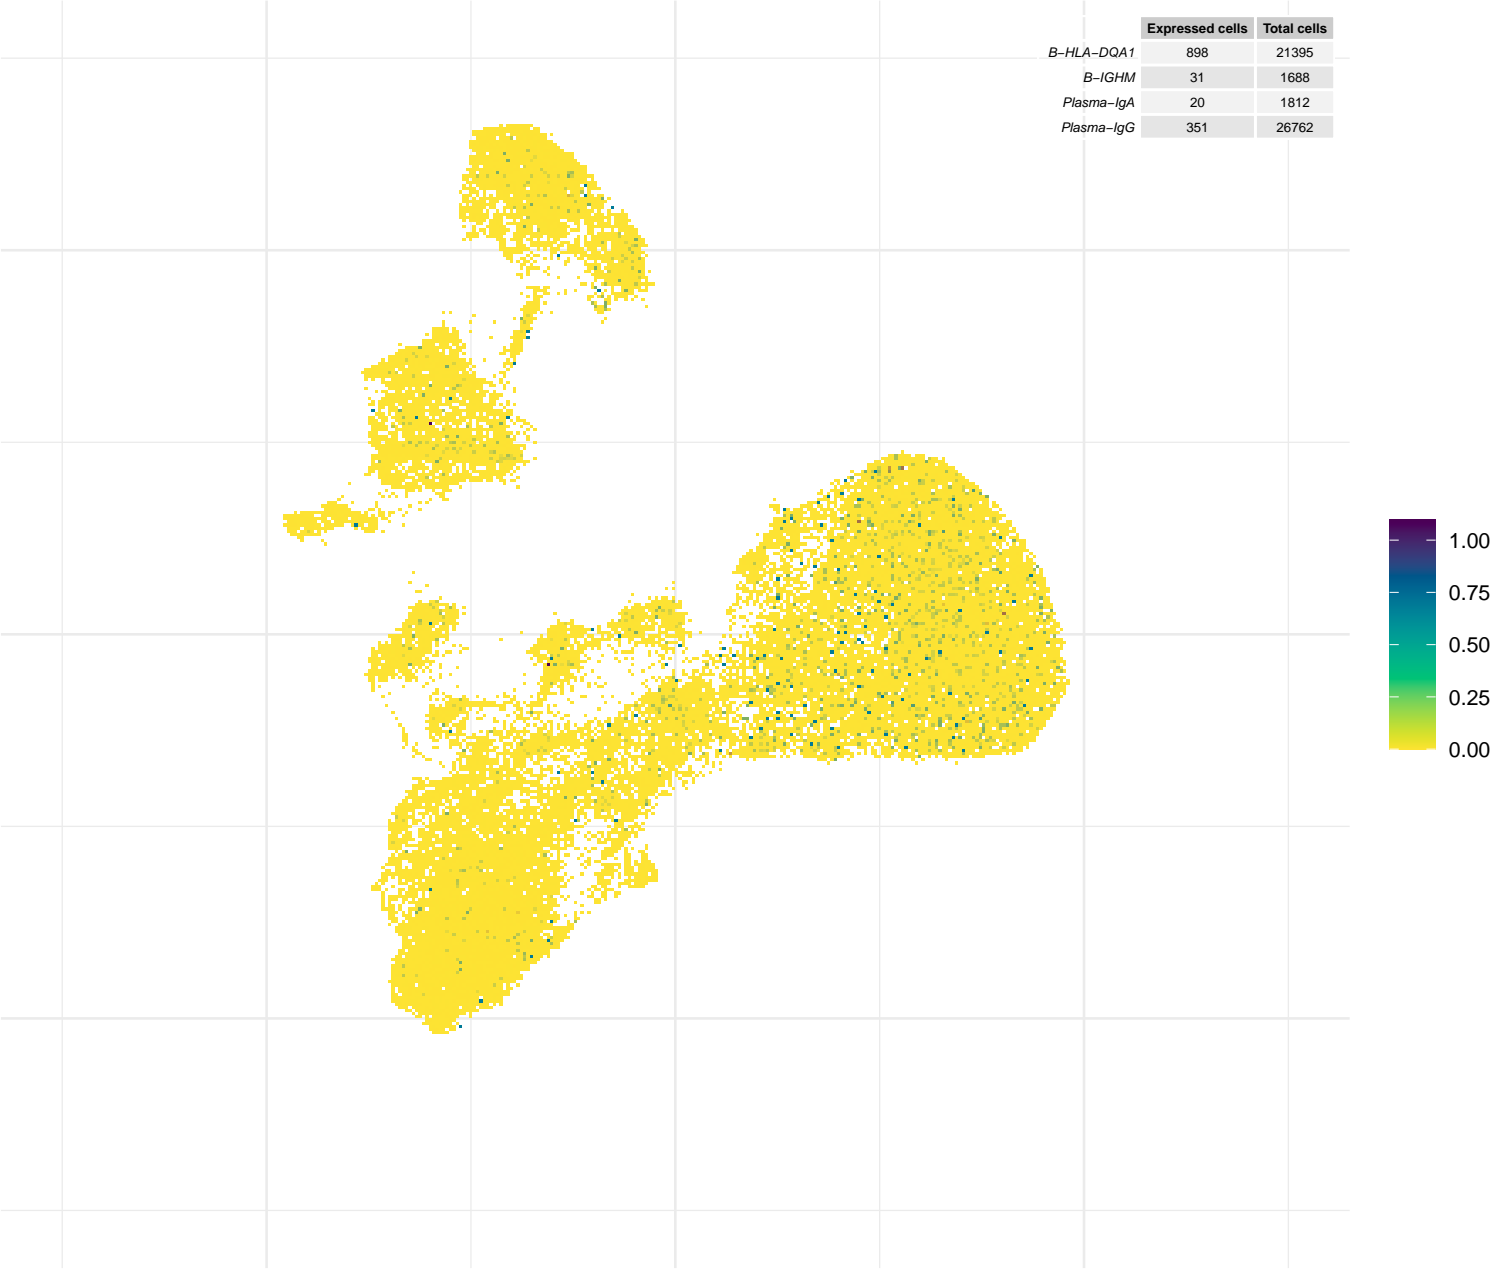 Expressed cells Total cells
B−HLA−DQA1 898 21395
B−IGHM 31 1688
Plasma−IgA 20 1812
Plasma−IgG 351 26762
1.00
0.75
0.50
0.25
0.00